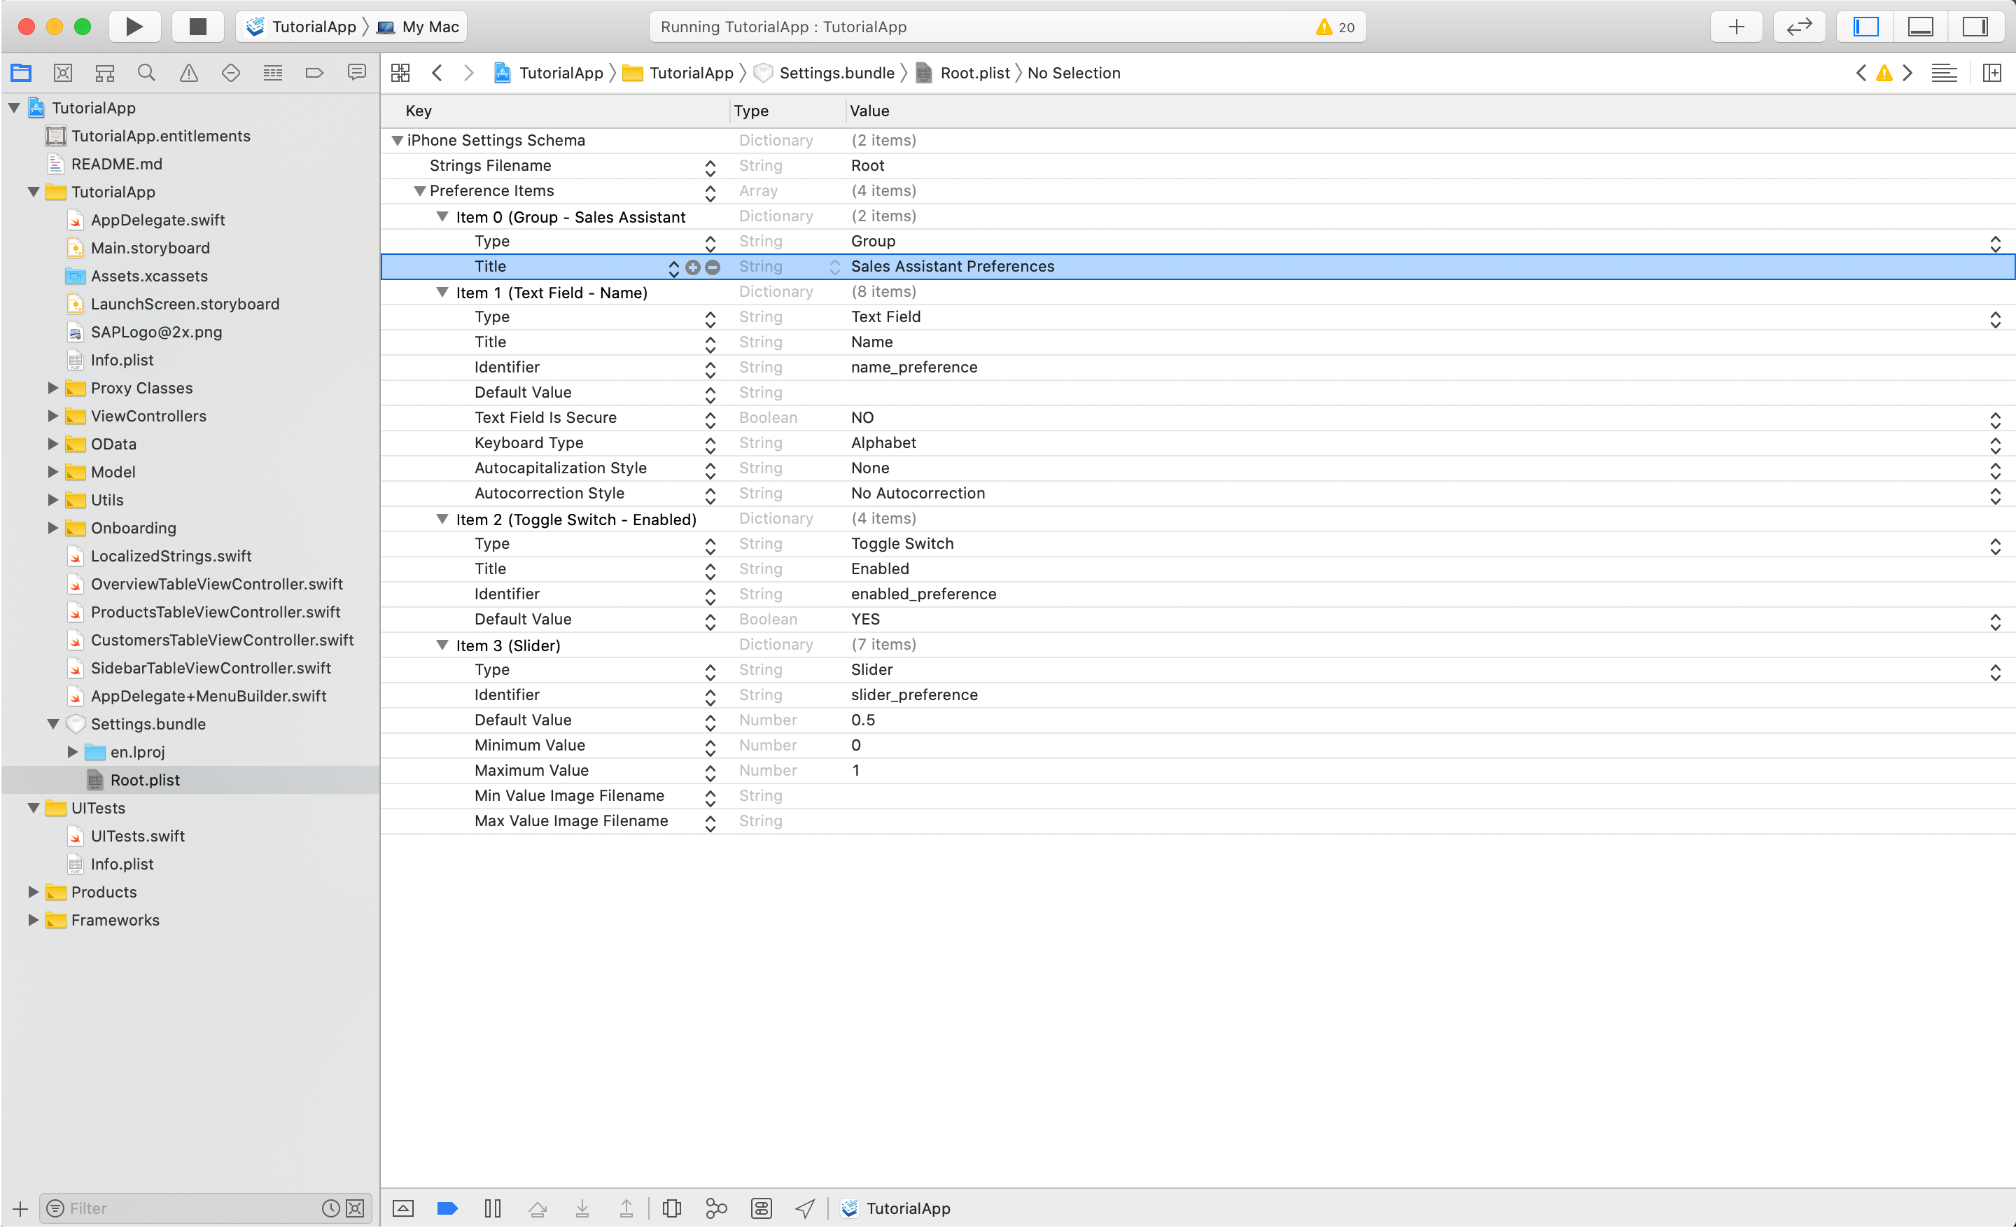 TutorialApp My Mac Running TutorialApp : TutorialApp 20
TutorialApp TutorialApp Settings.bundle Root.plist No Selection
TutorialApp
TutorialApp.entitlements
README.md
TutorialApp
AppDelegate.swift
Main.storyboard
Assets.xcassets
LaunchScreen.storyboard
SAPLogo@2x.png
Info.plist
Proxy Classes
ViewControllers
OData
Model
Utils
Onboarding
LocalizedStrings.swift
OverviewTableViewController.swift
ProductsTableViewController.swift
CustomersTableViewController.swift
SidebarTableViewController.swift
AppDelegate+MenuBuilder.swift
Settings.bundle
en.lproj
Root.plist
UITests
UITests.swift
Info.plist
Products
Frameworks
Filter
Key Type Value
iPhone Settings Schema Dictionary (2 items)
Strings Filename String Root
Preference Items Array (4 items)
Item 0 (Group - Sales Assistant Dictionary (2 items)
Type String Group
Title String Sales Assistant Preferences
Item 1 (Text Field - Name) Dictionary (8 items)
Type String Text Field
Title String Name
Identifier String name_preference
Default Value String
Text Field Is Secure Boolean NO
Keyboard Type String Alphabet
Autocapitalization Style String None
Autocorrection Style String No Autocorrection
Item 2 (Toggle Switch - Enabled) Dictionary (4 items)
Type String Toggle Switch
Title String Enabled
Identifier String enabled_preference
Default Value Boolean YES
Item 3 (Slider) Dictionary (7 items)
Type String Slider
Identifier String slider_preference
Default Value Number 0.5
Minimum Value Number 0
Maximum Value Number 1
Min Value Image Filename String
Max Value Image Filename String
TutorialApp